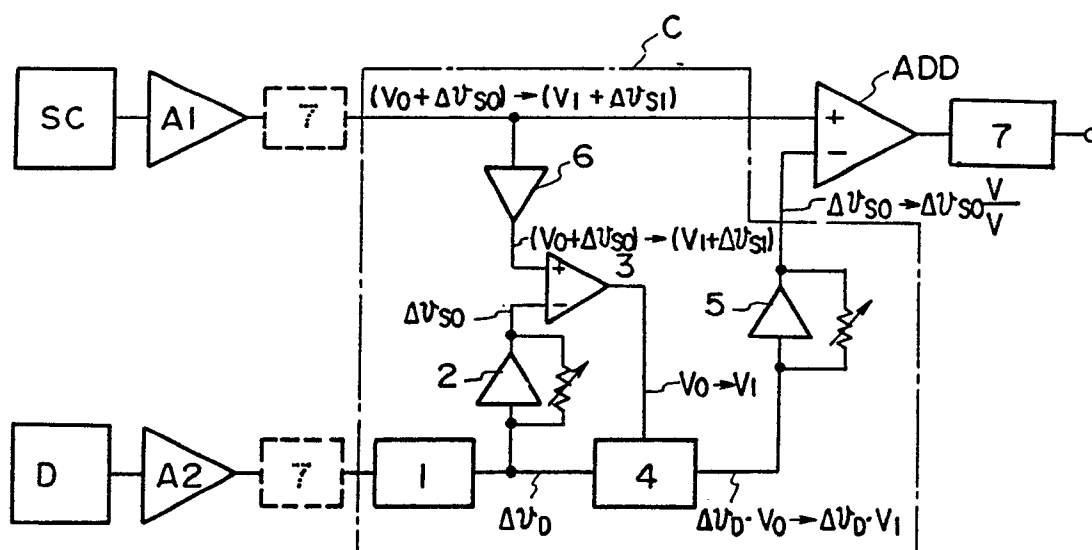 C
ADD
SC
A1
7
(V0+ΔυS0)→(V1+ΔυS1)
+
−
7
6
ΔυS0→ΔυS0 V/V
(V0+ΔυS0)→(V1+ΔυS1)
+
3
−
5
ΔυS0
2
V0→V1
D
A2
7
1
4
ΔυD
ΔυD·V0→ΔυD·V1